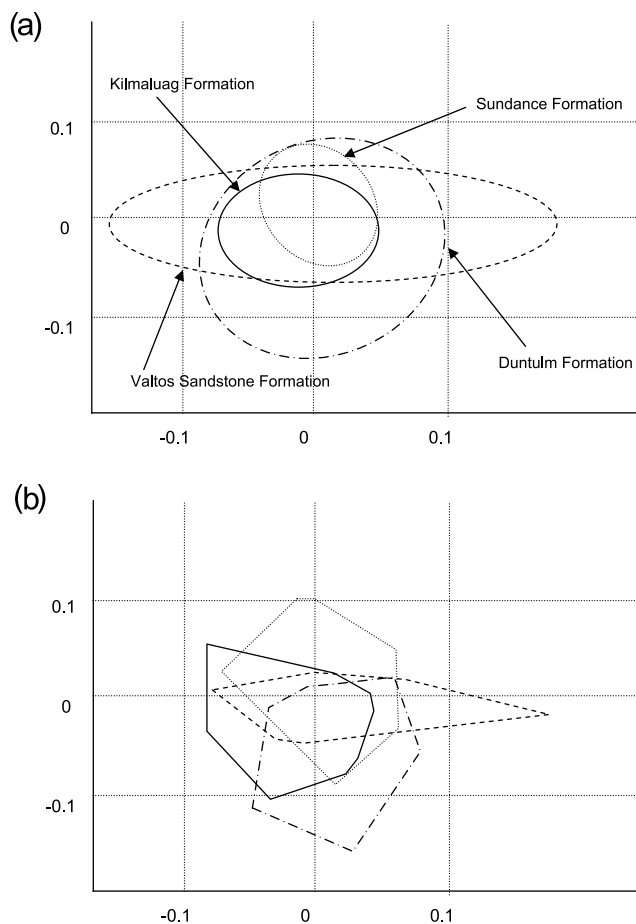 (a)
Kilmaluag Formation
Sundance Formation
0.1
0
-0.1
Valtos Sandstone Formation
Duntulm Formation
-0.1
0
0.1
(b)
0.1
0
-0.1
-0.1
0
0.1